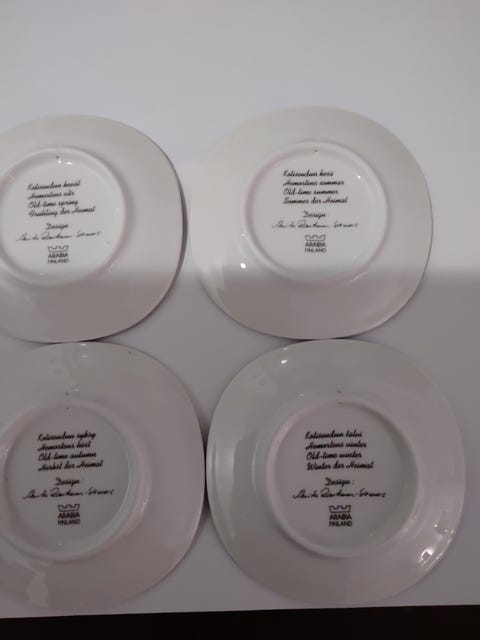 Kotiseudun kevät
Hemortens vår
Old-time spring
Frühling der Heimat
Design:
ARABIA
FINLAND
Kotiseudun kesä
Hemortens sommar
Old-time summer
Sommer der Heimat
Design:
ARABIA
FINLAND
Kotiseudun syksy
Hemortens höst
Old-time autumn
Herbst der Heimat
Design:
ARABIA
FINLAND
Kotiseudun talvi
Hemortens vinter
Old-time winter
Winter der Heimat
Design:
ARABIA
FINLAND